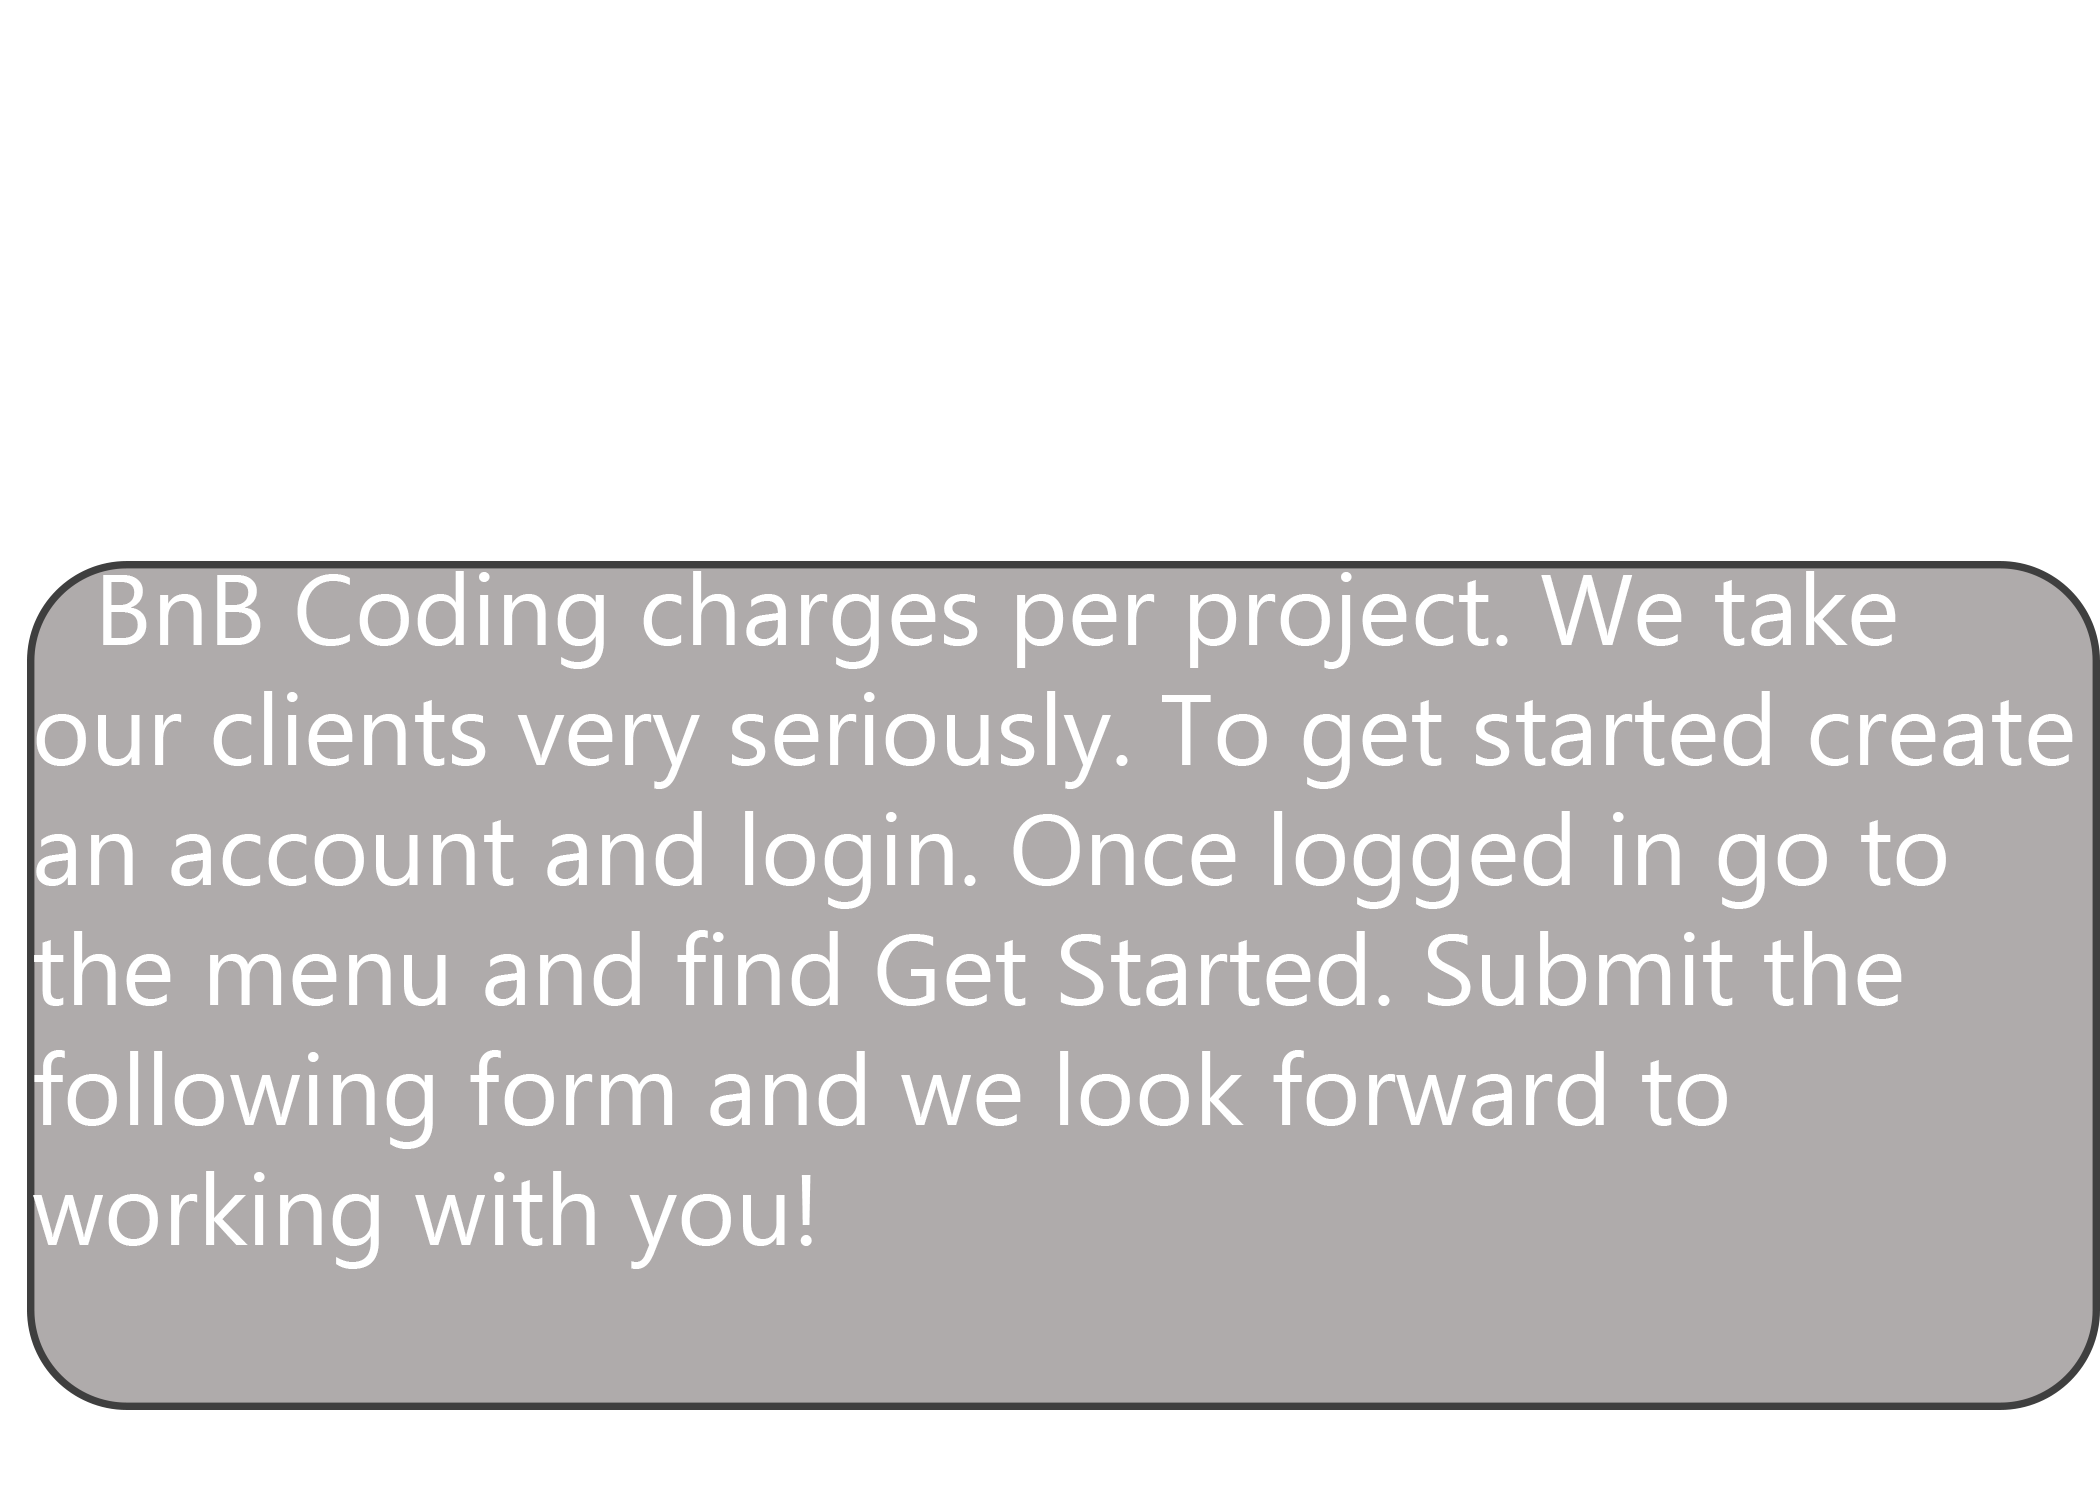 BnB Coding charges per project. We take
our clients very seriously. To get started create
an account and login. Once logged in go to
the menu and find Get Started. Submit the
following form and we look forward to
working with you!